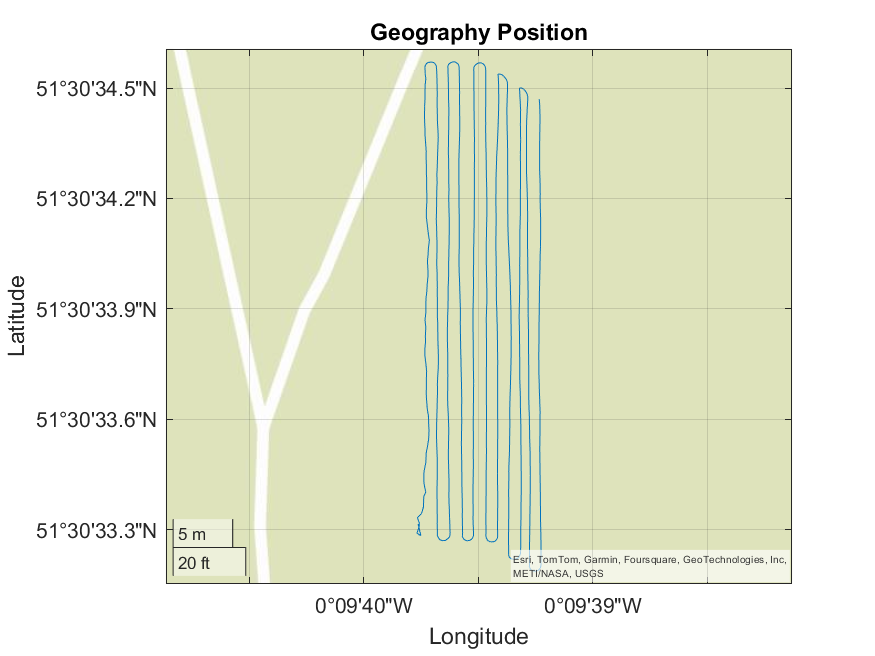 Geography Position
51°30'34.5"N
51°30'34.2"N
51°30'33.9"N
51°30'33.6"N
51°30'33.3"N
Latitude
5 m
20 ft
Esri, TomTom, Garmin, Foursquare, GeoTechnologies, Inc,
METI/NASA, USGS
0°09'40"W
0°09'39"W
Longitude